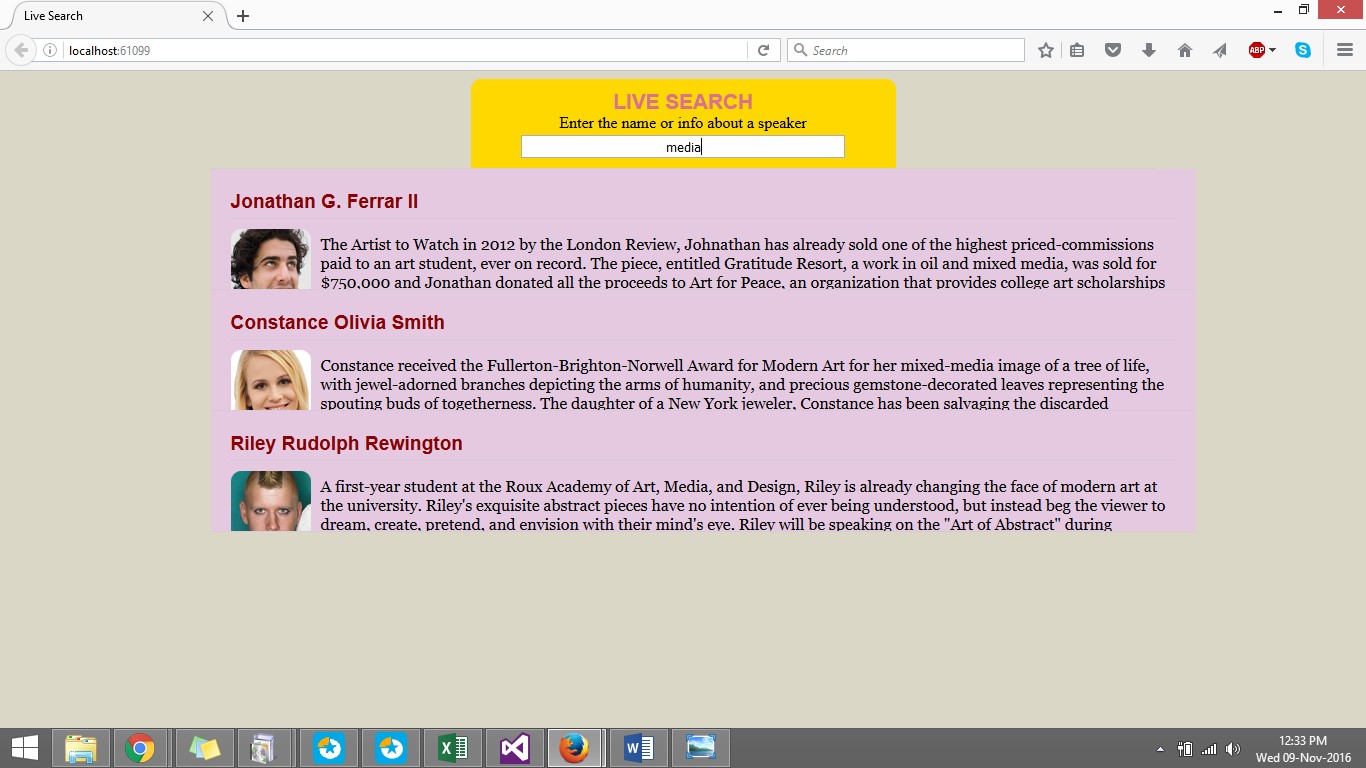 Live Search
localhost:61099
Search
ABP
LIVE SEARCH
Enter the name or info about a speaker
media
Jonathan G. Ferrar II
The Artist to Watch in 2012 by the London Review, Johnathan has already sold one of the highest priced-commissions
paid to an art student, ever on record. The piece, entitled Gratitude Resort, a work in oil and mixed media, was sold for
$750,000 and Jonathan donated all the proceeds to Art for Peace, an organization that provides college art scholarships
Constance Olivia Smith
Constance received the Fullerton-Brighton-Norwell Award for Modern Art for her mixed-media image of a tree of life,
with jewel-adorned branches depicting the arms of humanity, and precious gemstone-decorated leaves representing the
spouting buds of togetherness. The daughter of a New York jeweler, Constance has been salvaging the discarded
Riley Rudolph Rewington
A first-year student at the Roux Academy of Art, Media, and Design, Riley is already changing the face of modern art at
the university. Riley's exquisite abstract pieces have no intention of ever being understood, but instead beg the viewer to
dream, create, pretend, and envision with their mind's eye. Riley will be speaking on the "Art of Abstract" during
12:33 PM
Wed 09-Nov-2016